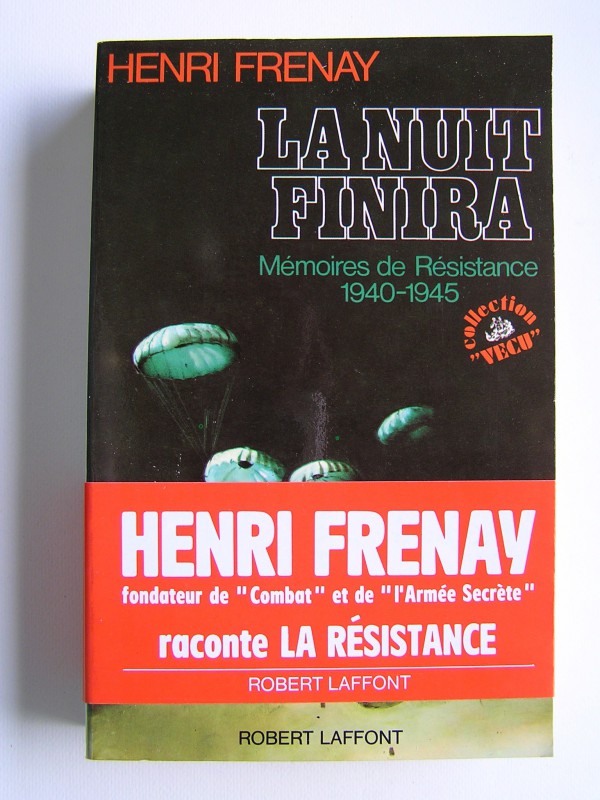 HENRI FRENAY
LA NUIT
FINIRA
Mémoires de Résistance
1940-1945
collection
"VECU"
HENRI FRENAY
fondateur de "Combat" et de "l'Armée Secrète"
raconte LA RÉSISTANCE
ROBERT LAFFONT
ROBERT LAFFONT